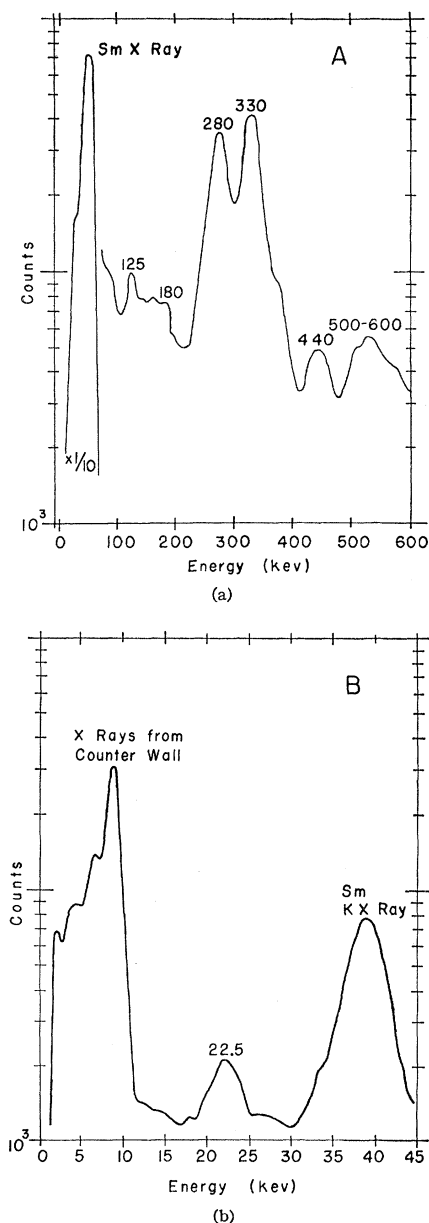 Sm X Ray
A
280
330
125
180
440
500-600
Counts
x1/10
10³
0 100 200 300 400 500 600
Energy (kev)
(a)
B
X Rays from
Counter Wall
Sm
K X Ray
22.5
Counts
10³
0 5 10 15 20 25 30 35 40 45
Energy (kev)
(b)